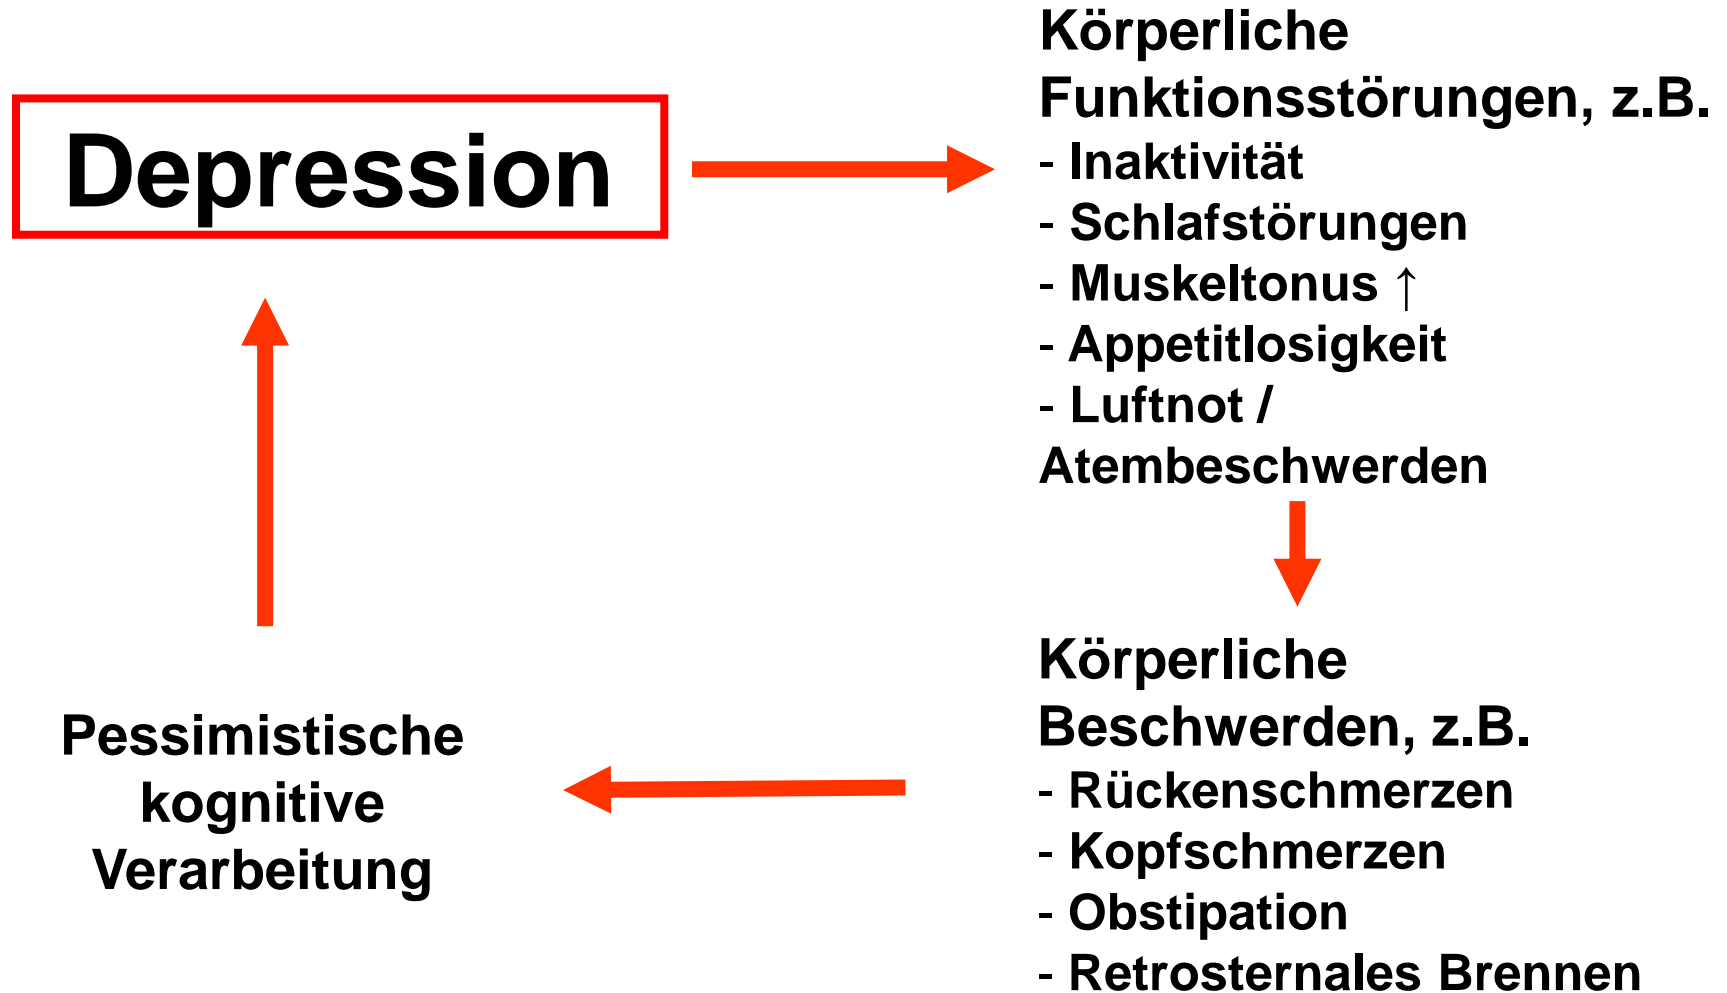 Depression
Körperliche
Funktionsstörungen, z.B.
- Inaktivität
- Schlafstörungen
- Muskeltonus ↑
- Appetitlosigkeit
- Luftnot /
Atembeschwerden
Körperliche
Beschwerden, z.B.
- Rückenschmerzen
- Kopfschmerzen
- Obstipation
- Retrosternales Brennen
Pessimistische
kognitive
Verarbeitung